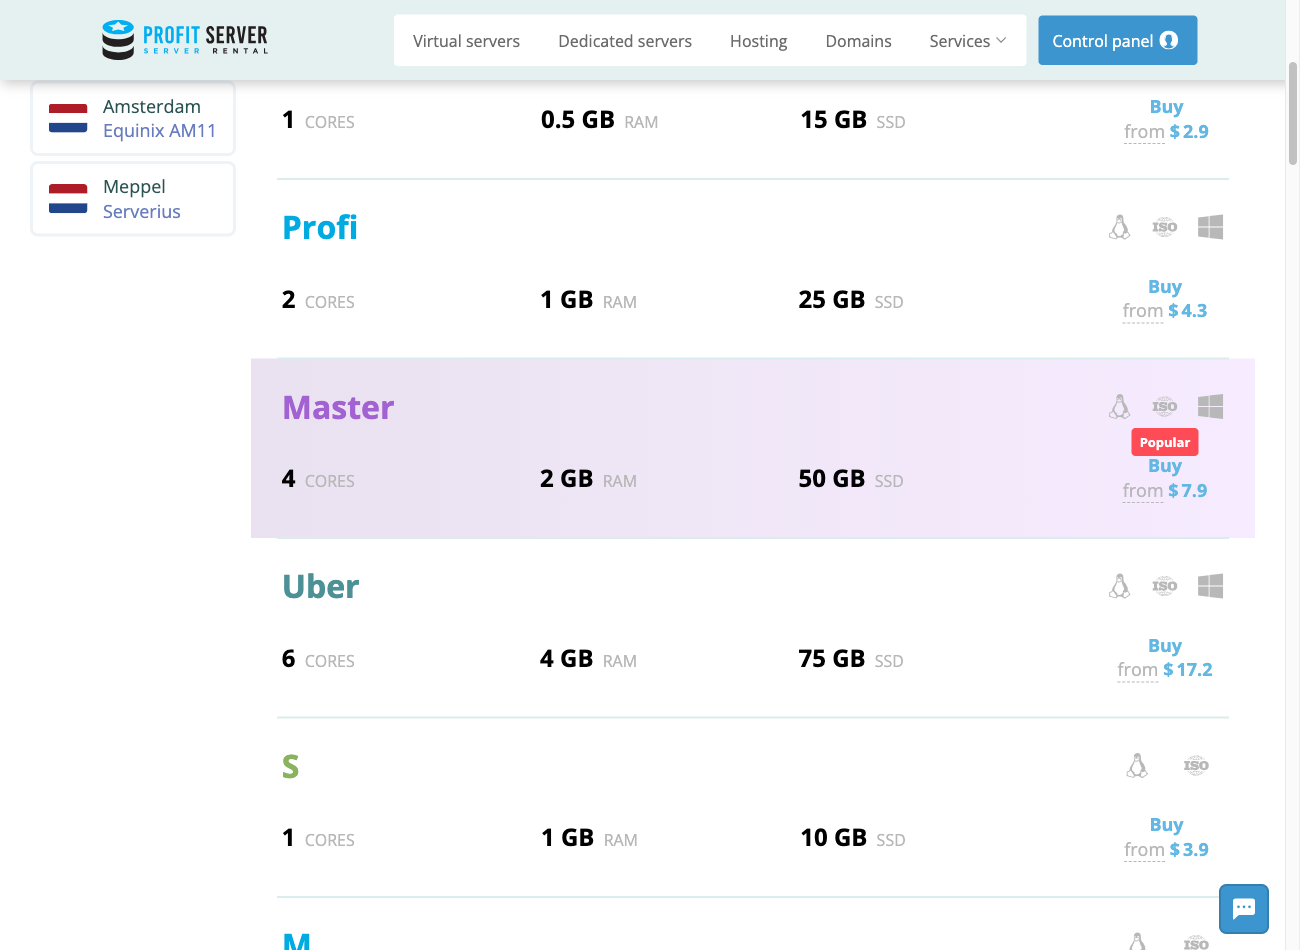 PROFIT SERVER
SERVER RENTAL
Virtual servers
Dedicated servers
Hosting
Domains
Services
Control panel
Amsterdam
Equinix AM11
Meppel
Serverius
1 CORES
0.5 GB RAM
15 GB SSD
Buy
from $ 2.9
Profi
ISO
2 CORES
1 GB RAM
25 GB SSD
Buy
from $ 4.3
Master
ISO
Popular
4 CORES
2 GB RAM
50 GB SSD
Buy
from $ 7.9
Uber
ISO
6 CORES
4 GB RAM
75 GB SSD
Buy
from $ 17.2
S
ISO
1 CORES
1 GB RAM
10 GB SSD
Buy
from $ 3.9
M
ISO